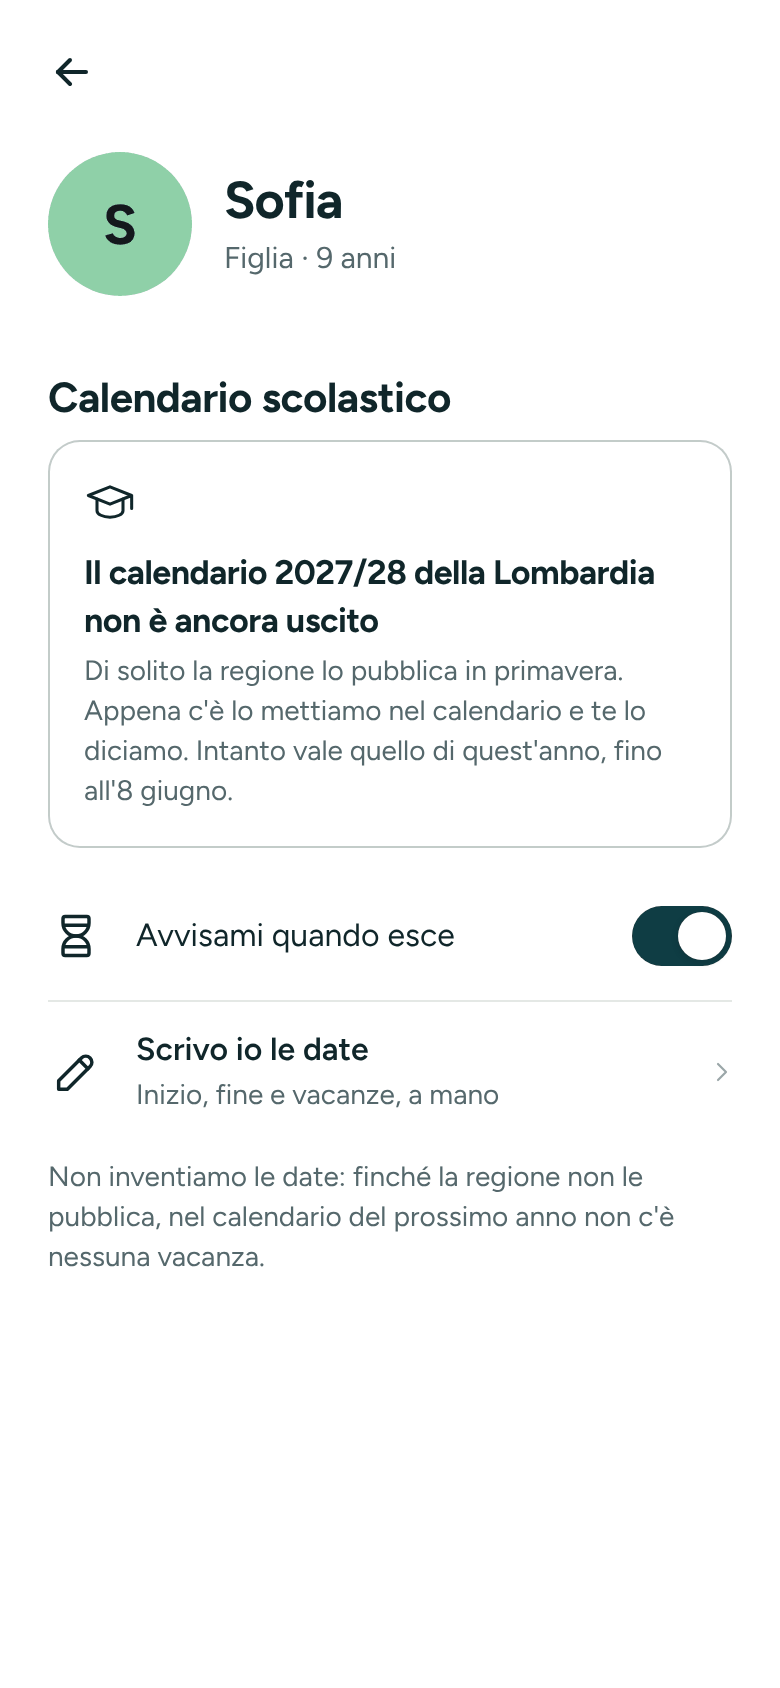 S
Sofia
Figlia · 9 anni
Calendario scolastico
Il calendario 2027/28 della Lombardia
non è ancora uscito
Di solito la regione lo pubblica in primavera.
Appena c'è lo mettiamo nel calendario e te lo
diciamo. Intanto vale quello di quest'anno, fino
all'8 giugno.
Avvisami quando esce
Scrivo io le date
Inizio, fine e vacanze, a mano
Non inventiamo le date: finché la regione non le
pubblica, nel calendario del prossimo anno non c'è
nessuna vacanza.